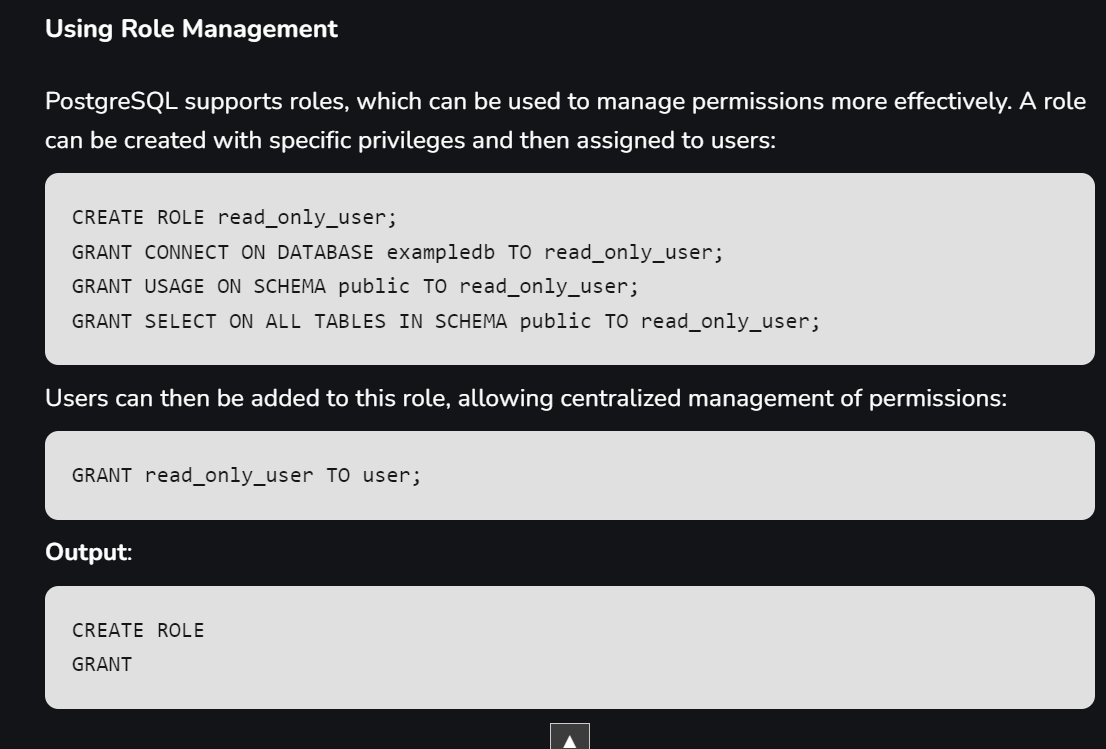 Using Role Management
PostgreSQL supports roles, which can be used to manage permissions more effectively. A role
can be created with specific privileges and then assigned to users:
CREATE ROLE read_only_user;
GRANT CONNECT ON DATABASE exampledb TO read_only_user;
GRANT USAGE ON SCHEMA public TO read_only_user;
GRANT SELECT ON ALL TABLES IN SCHEMA public TO read_only_user;
Users can then be added to this role, allowing centralized management of permissions:
GRANT read_only_user TO user;
Output:
CREATE ROLE
GRANT